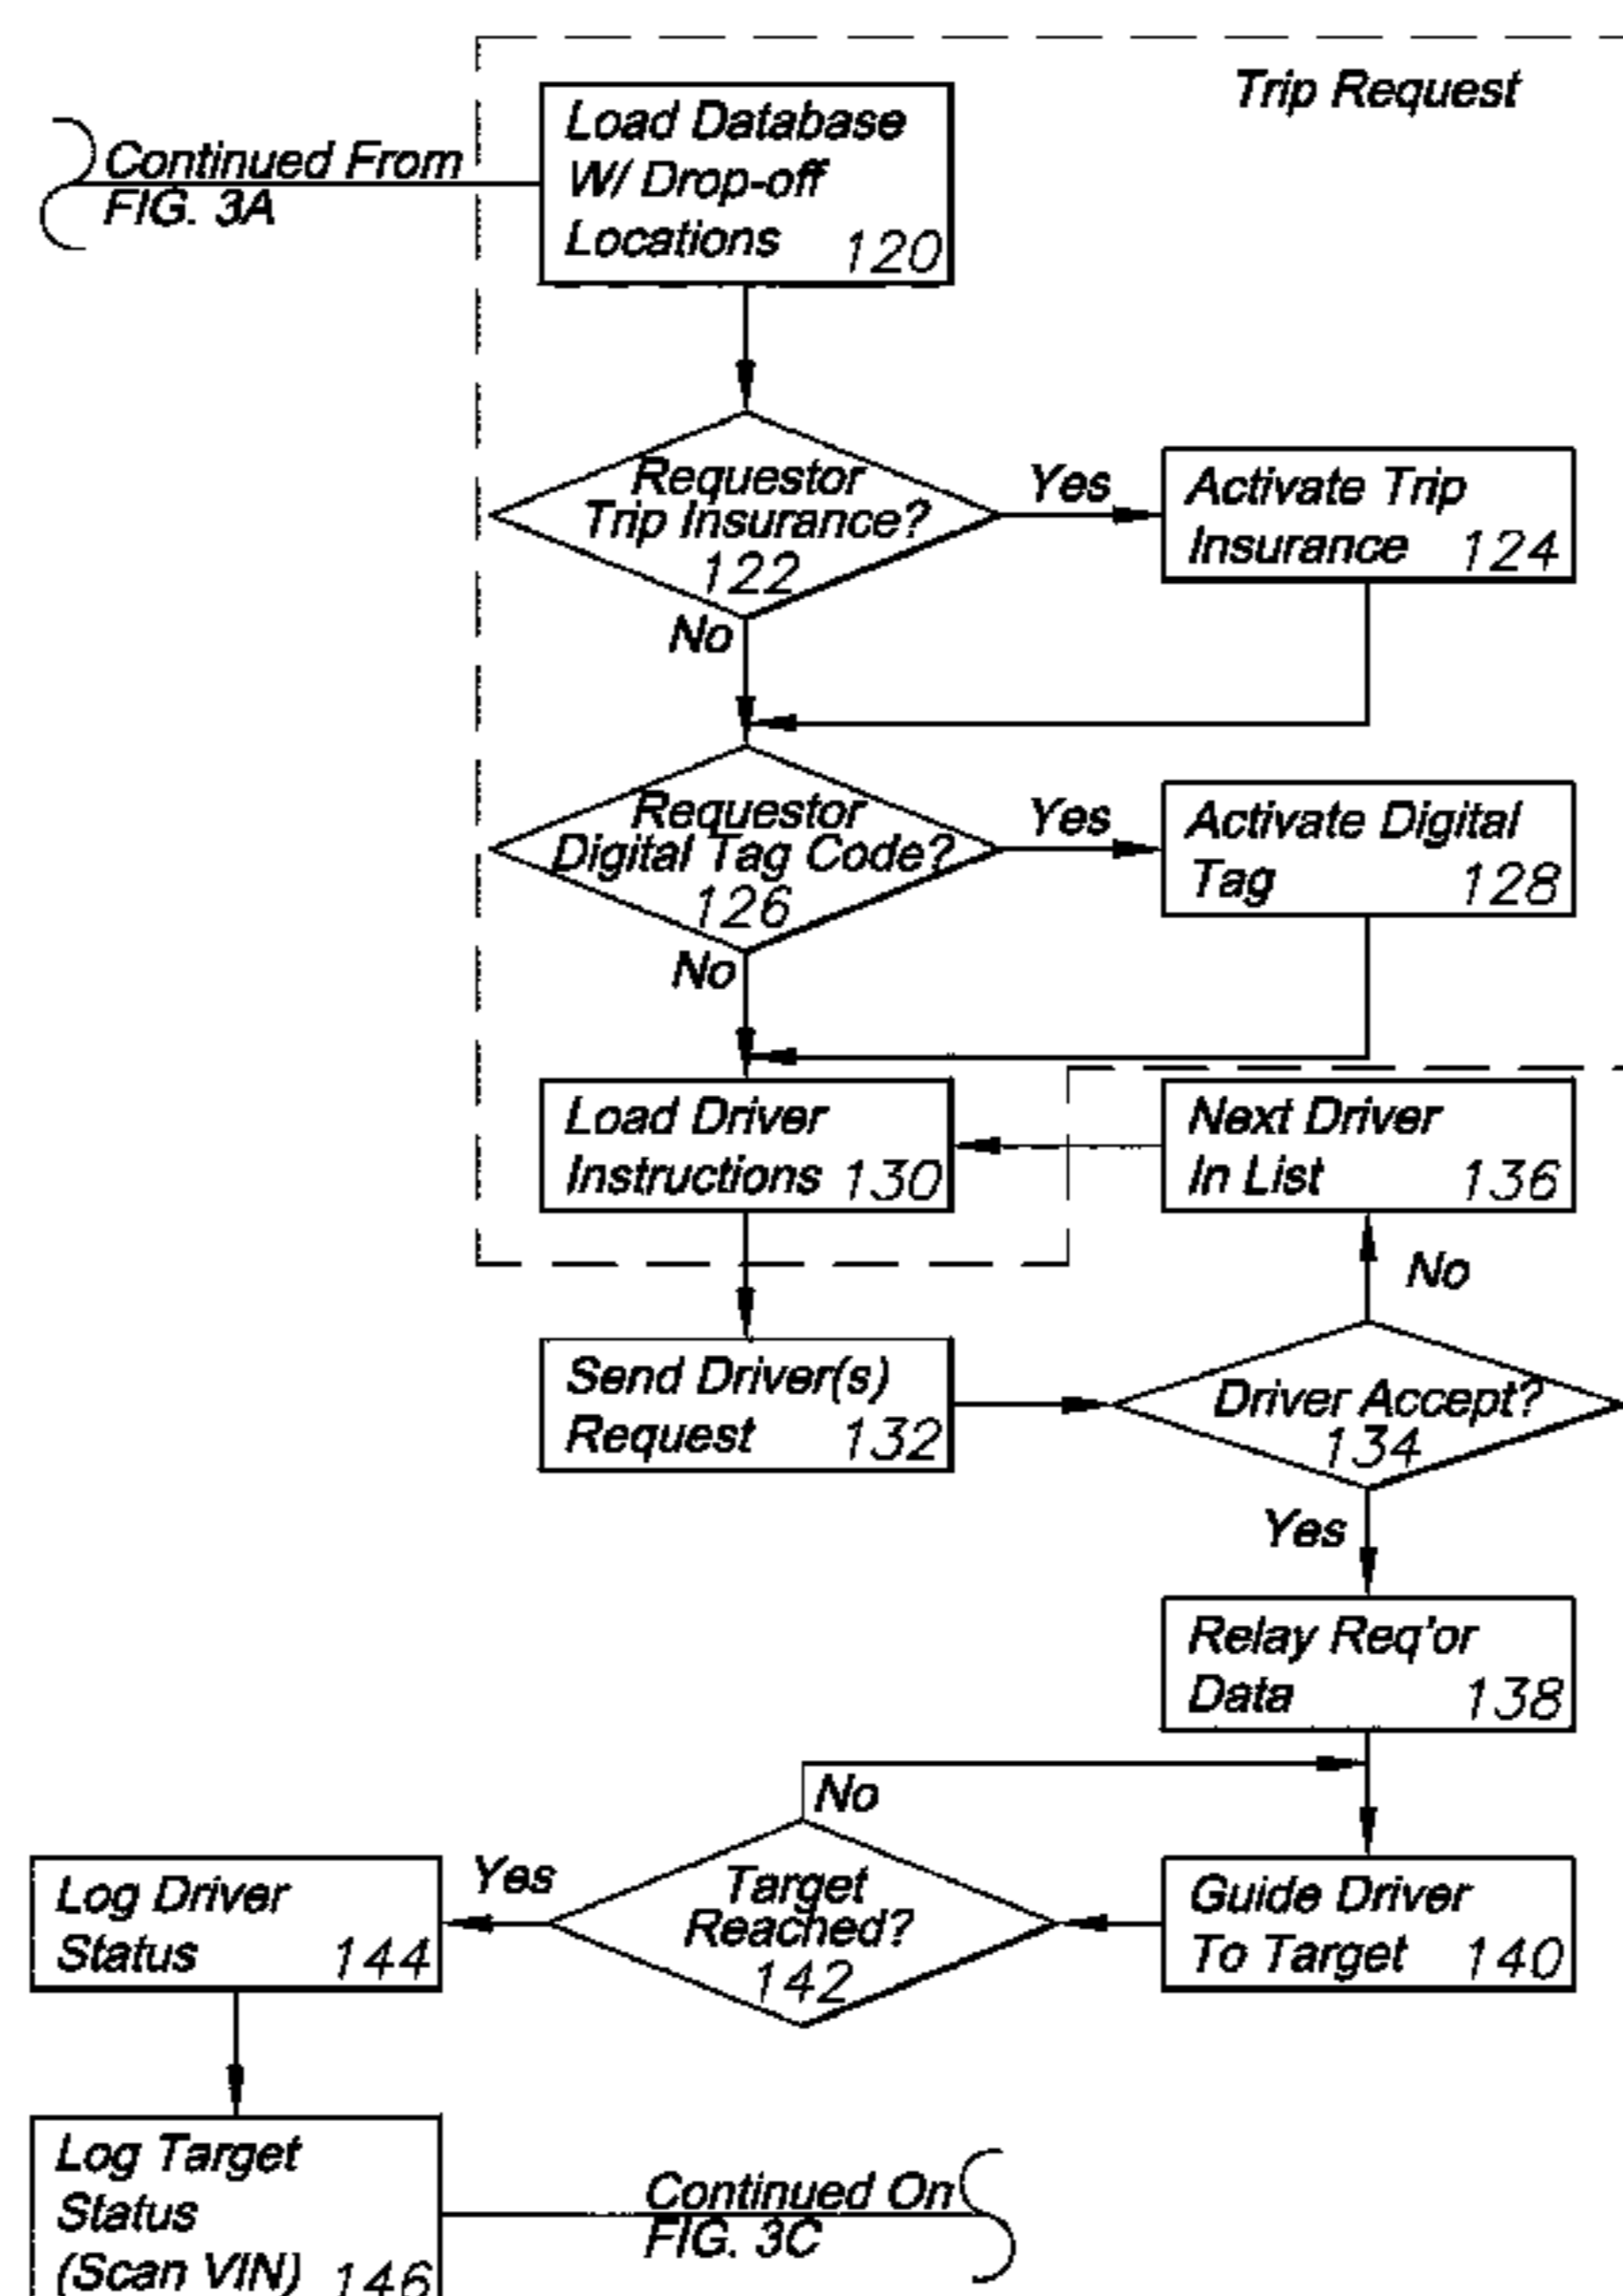 Trip Request
Continued From
FIG. 3A
Load Database
W/ Drop-off
Locations 120
Requestor
Trip Insurance?
122
Yes
Activate Trip
Insurance 124
No
Requestor
Digital Tag Code?
126
Yes
Activate Digital
Tag 128
No
Load Driver
Instructions 130
Next Driver
In List 136
No
Send Driver(s)
Request 132
Driver Accept?
134
Yes
Relay Req'or
Data 138
No
Guide Driver
To Target 140
Target
Reached?
142
Yes
Log Driver
Status 144
Log Target
Status
(Scan VIN) 146
Continued On
FIG. 3C